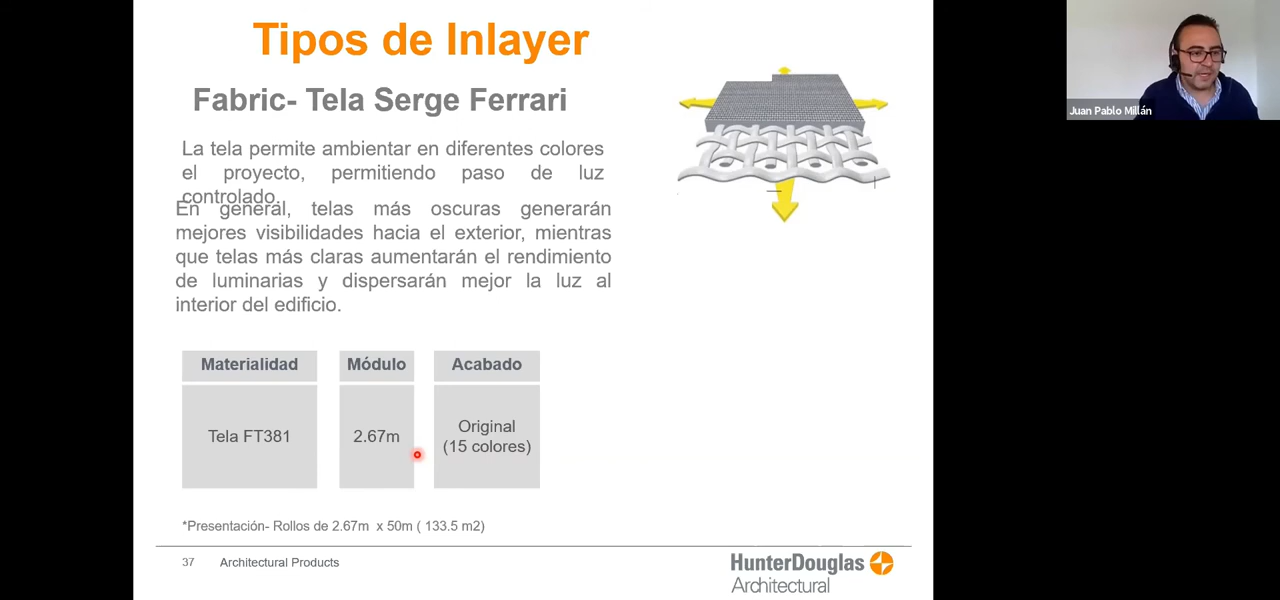 Tipos de Inlayer
Fabric- Tela Serge Ferrari
La tela permite ambientar en diferentes colores
el proyecto, permitiendo paso de luz
controlado.
En general, telas más oscuras generarán
mejores visibilidades hacia el exterior, mientras
que telas más claras aumentarán el rendimiento
de luminarias y dispersarán mejor la luz al
interior del edificio.
Materialidad Módulo Acabado
Tela FT381 2.67m Original
(15 colores)
*Presentación- Rollos de 2.67m x 50m ( 133.5 m2)
37 Architectural Products
HunterDouglas
Architectural
Juan Pablo Millán